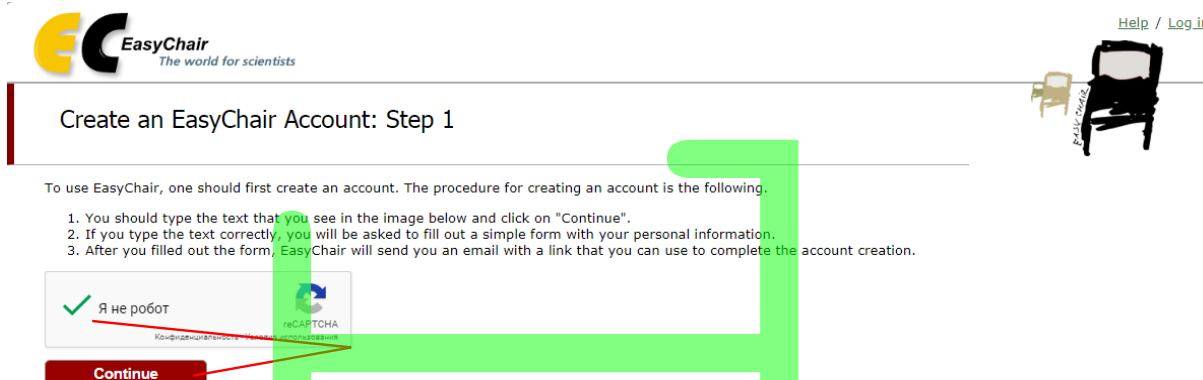 EasyChair
The world for scientists
Help / Log in
EASY CHAIR
Create an EasyChair Account: Step 1
To use EasyChair, one should first create an account. The procedure for creating an account is the following.
1. You should type the text that you see in the image below and click on "Continue".
2. If you type the text correctly, you will be asked to fill out a simple form with your personal information.
3. After you filled out the form, EasyChair will send you an email with a link that you can use to complete the account creation.
Я не робот
reCAPTCHA
Конфиденциальность - Условия использования
Continue